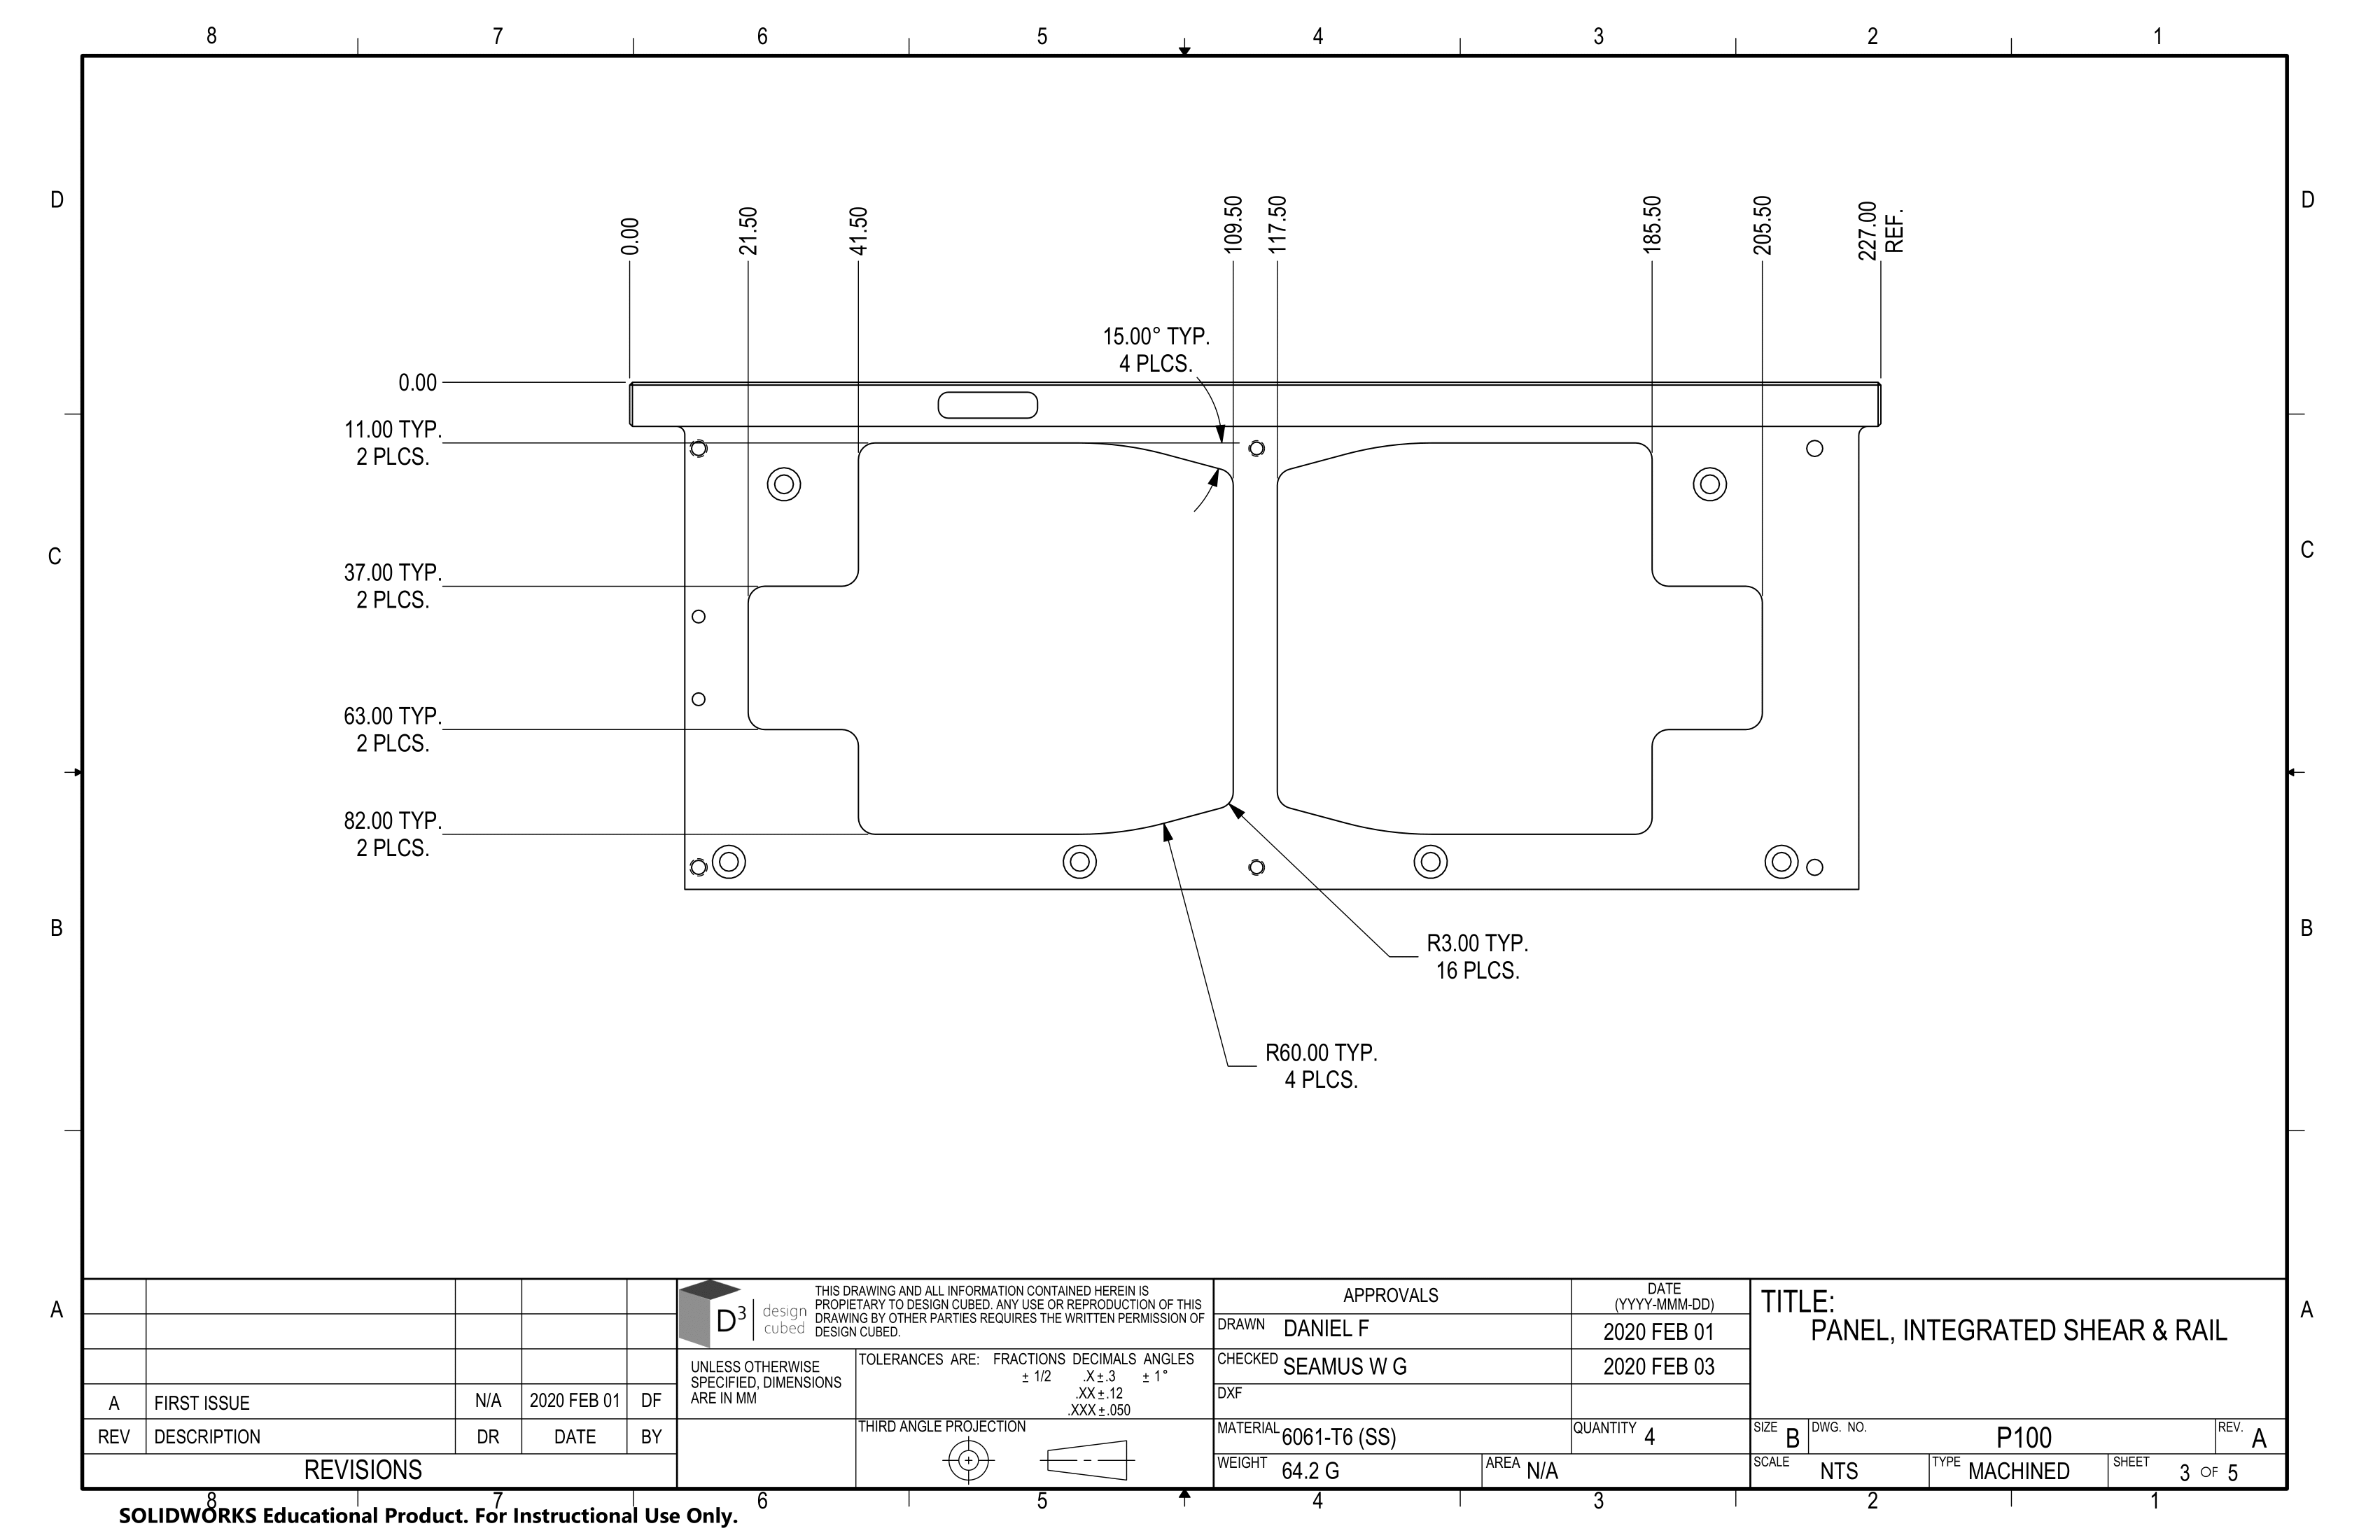 8 7 6 5 4 3 2 1
D D
0.00
21.50
41.50
109.50
117.50
185.50
205.50
227.00
REF.
15.00° TYP.
4 PLCS.
0.00
11.00 TYP.
2 PLCS.
C C
37.00 TYP.
2 PLCS.
63.00 TYP.
2 PLCS.
82.00 TYP.
2 PLCS.
B B
R3.00 TYP.
16 PLCS.
R60.00 TYP.
4 PLCS.
A A
A FIRST ISSUE N/A 2020 FEB 01 DF
REV DESCRIPTION DR DATE BY
REVISIONS
D3 design
cubed
THIS DRAWING AND ALL INFORMATION CONTAINED HEREIN IS
PROPIETARY TO DESIGN CUBED. ANY USE OR REPRODUCTION OF THIS
DRAWING BY OTHER PARTIES REQUIRES THE WRITTEN PERMISSION OF
DESIGN CUBED.
UNLESS OTHERWISE
SPECIFIED, DIMENSIONS
ARE IN MM
TOLERANCES ARE: FRACTIONS DECIMALS ANGLES
± 1/2 .X±.3 ± 1°
.XX±.12
.XXX±.050
THIRD ANGLE PROJECTION
APPROVALS DATE
(YYYY-MMM-DD)
DRAWN DANIEL F 2020 FEB 01
CHECKED SEAMUS W G 2020 FEB 03
DXF
MATERIAL 6061-T6 (SS) QUANTITY 4
WEIGHT 64.2 G AREA N/A
TITLE:
PANEL, INTEGRATED SHEAR & RAIL
SIZE B DWG. NO. P100 REV. A
SCALE NTS TYPE MACHINED SHEET 3 OF 5
8 7 6 5 4 3 2 1
SOLIDWORKS Educational Product. For Instructional Use Only.